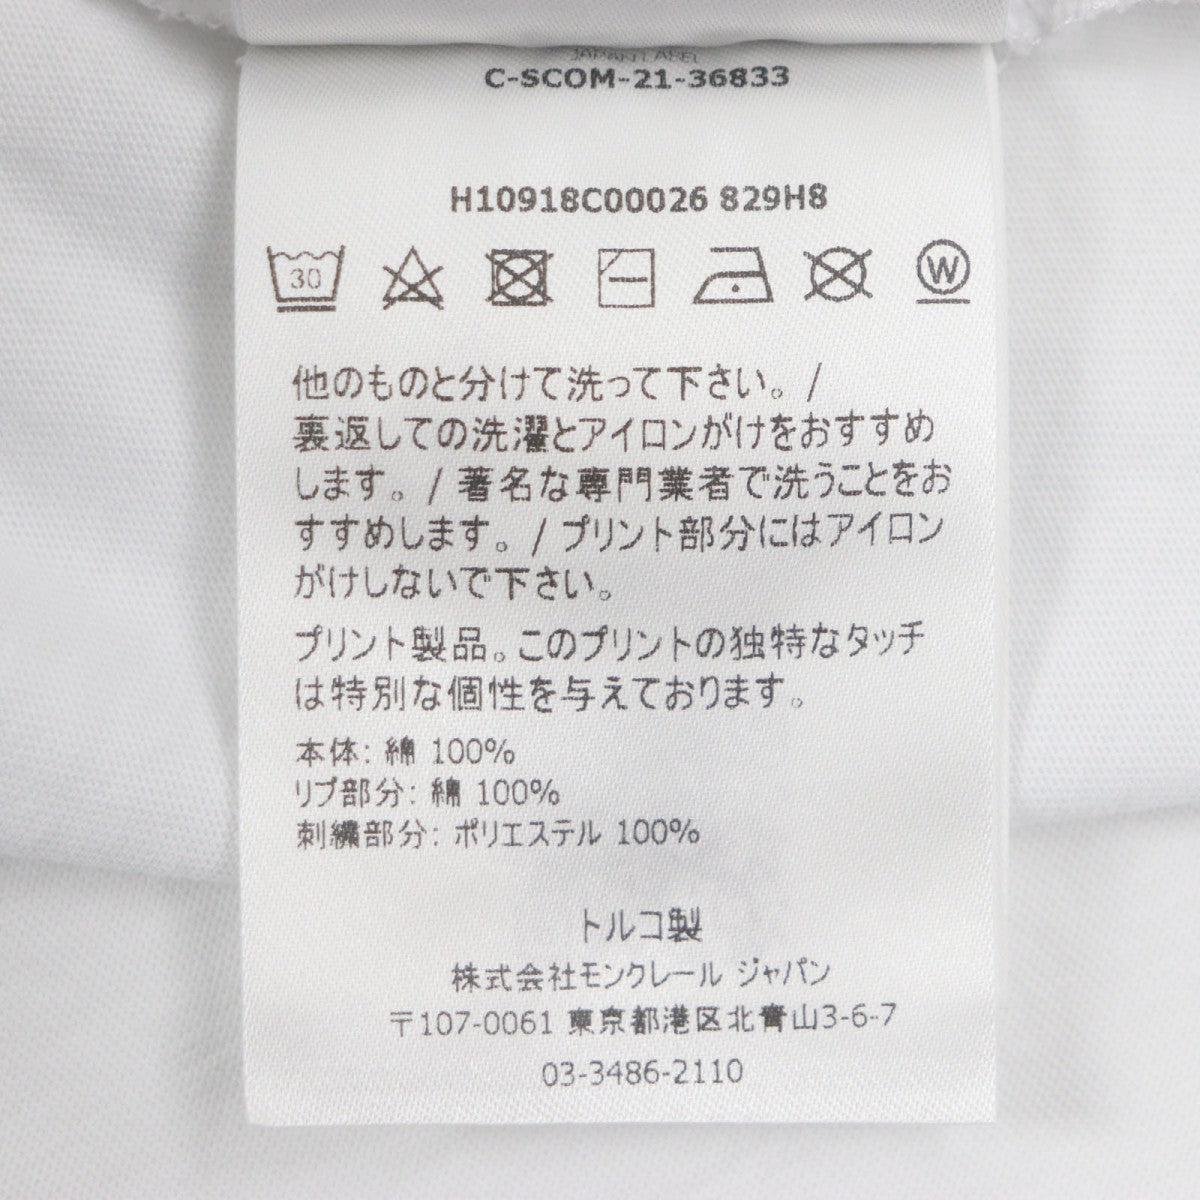 JAPAN LABEL
C-SCOM-21-36833
H10918C00026 829H8
30
W
他のものと分けて洗って下さい。/
裏返しての洗濯とアイロンがけをおすすめ
します。/ 著名な専門業者で洗うことをお
すすめします。/ プリント部分にはアイロン
がけしないで下さい。
プリント製品。このプリントの独特なタッチ
は特別な個性を与えております。
本体: 綿 100%
リブ部分: 綿 100%
刺繍部分: ポリエステル 100%
トルコ製
株式会社モンクレール ジャパン
〒107-0061 東京都港区北青山3-6-7
03-3486-2110